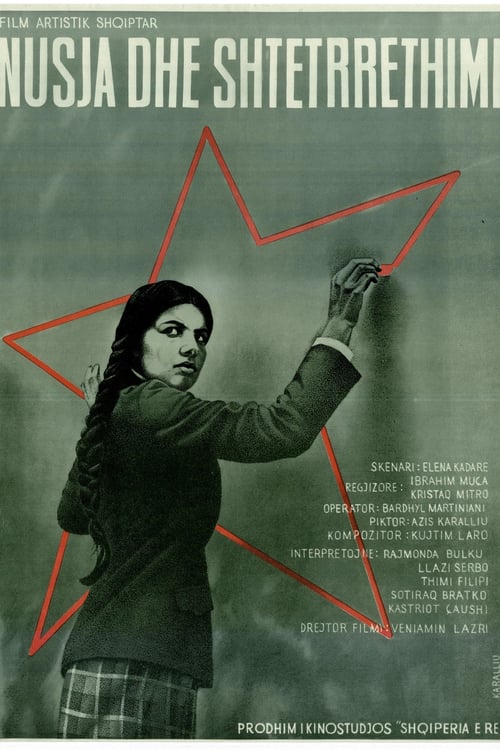 FILM ARTISTIK SHQIPTAR
NUSJA DHE SHTETRRETHIMI
SKENARI : ELENA KADARE
REGJIZORE : IBRAHIM MUÇA
KRISTAQ MITRO
OPERATOR : BARDHYL MARTINIANI
PIKTOR : AZIS KARALLIU
KOMPOZITOR : KUJTIM LARO
INTERPRETOJNE : RAJMONDA BULKU
LLAZI SERBO
THIMI FILIPI
SOTIRAQ BRATKO
KASTRIOT ÇAUSHI
DREJTOR FILMI : VENIAMIN LAZRI
KARALLIU
PRODHIM I KINOSTUDJOS "SHQIPERIA E RE